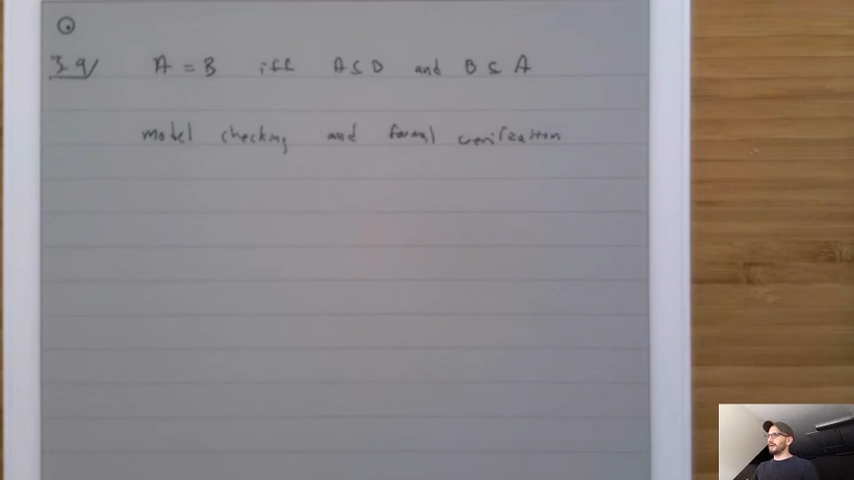 3.9/ A = B iff A ⊆ B and B ⊆ A
model checking and formal verification